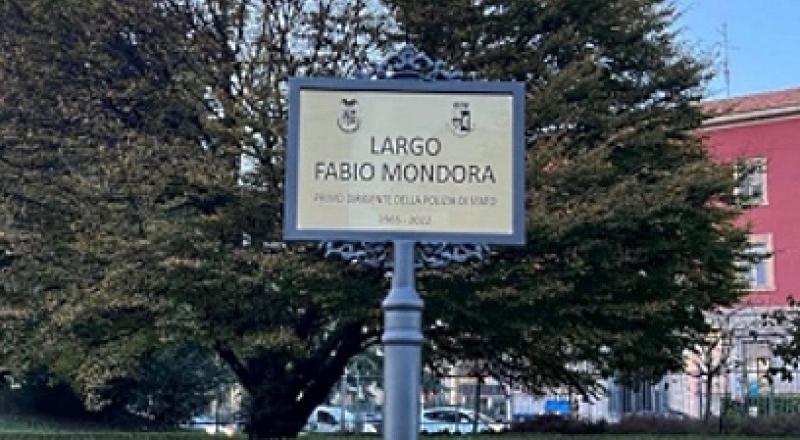 LARGO
FABIO MONDORA
PRIMO DIRIGENTE DELLA POLIZIA DI STATO
1965 - 2022